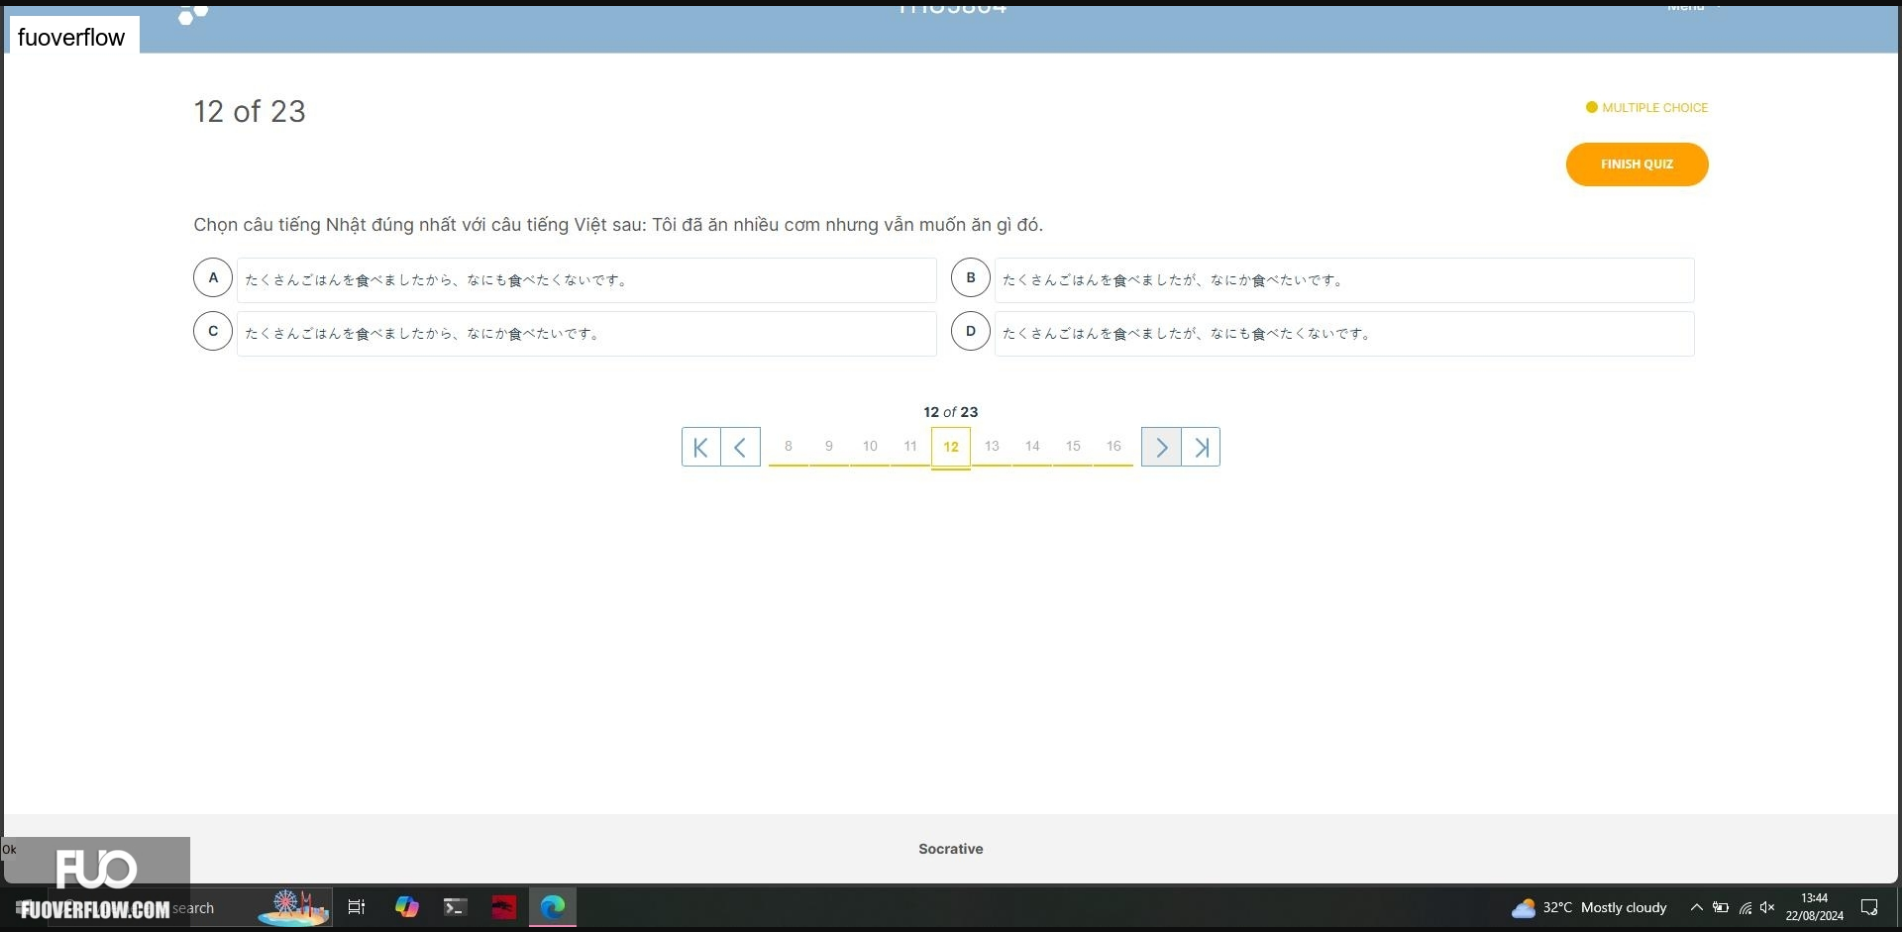 fuoverflow
12 of 23
MULTIPLE CHOICE
FINISH QUIZ
Chọn câu tiếng Nhật đúng nhất với câu tiếng Việt sau: Tôi đã ăn nhiều cơm nhưng vẫn muốn ăn gì đó.
A たくさんごはんを食べましたから、なにも食べたくないです。
B たくさんごはんを食べましたが、なにか食べたいです。
C たくさんごはんを食べましたから、なにか食べたいです。
D たくさんごはんを食べましたが、なにも食べたくないです。
12 of 23
8 9 10 11 12 13 14 15 16
Socrative
Ok
FUO
FUOVERFLOW.COM search
32°C Mostly cloudy
13:44
22/08/2024